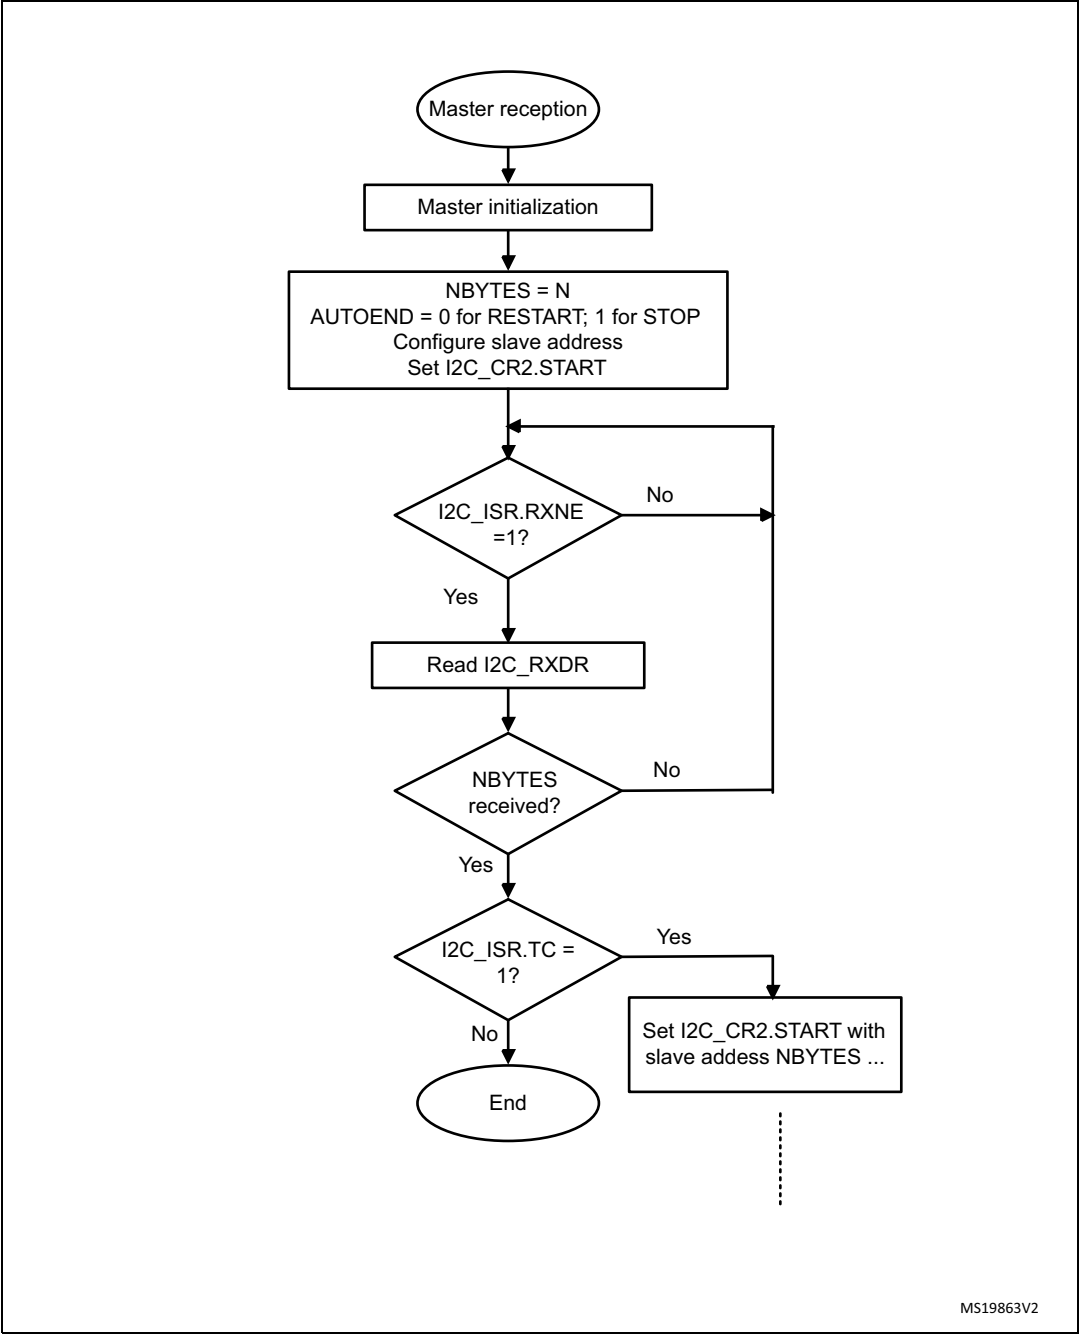 Master reception
Master initialization
NBYTES = N
AUTOEND = 0 for RESTART; 1 for STOP
Configure slave address
Set I2C_CR2.START
I2C_ISR.RXNE
=1?
No
Yes
Read I2C_RXDR
NBYTES
received?
No
Yes
I2C_ISR.TC =
1?
Yes
No
Set I2C_CR2.START with
slave addess NBYTES ...
End
MS19863V2